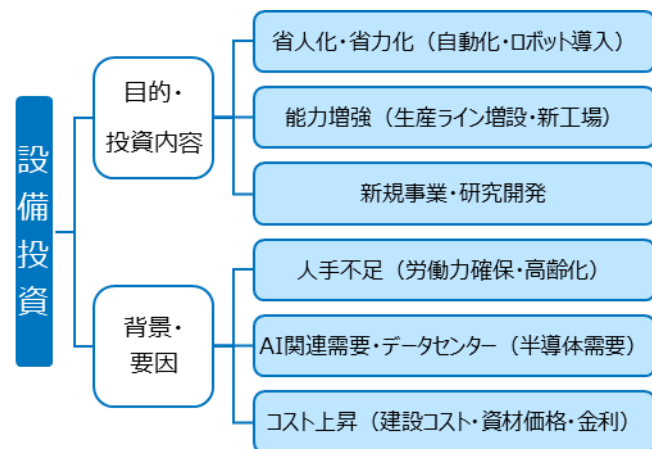 設備投資
目的・
投資内容
省人化・省力化（自動化・ロボット導入）
能力増強（生産ライン増設・新工場）
新規事業・研究開発
背景・
要因
人手不足（労働力確保・高齢化）
AI関連需要・データセンター（半導体需要）
コスト上昇（建設コスト・資材価格・金利）